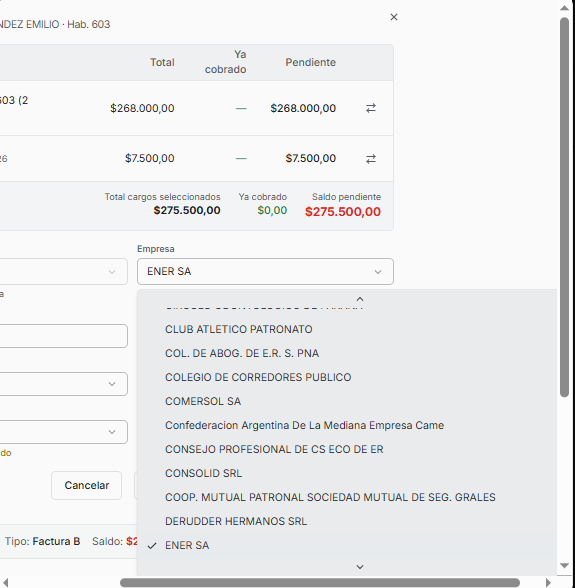 NDEZ EMILIO · Hab. 603
Total
Ya cobrado
Pendiente
603 (2
$268.000,00
—
$268.000,00
26
$7.500,00
—
$7.500,00
Total cargos seleccionados
$275.500,00
Ya cobrado
$0,00
Saldo pendiente
$275.500,00
Empresa
ENER SA
a
CLUB ATLETICO PATRONATO
COL. DE ABOG. DE E.R. S. PNA
COLEGIO DE CORREDORES PUBLICO
COMERSOL SA
Confederacion Argentina De La Mediana Empresa Came
CONSEJO PROFESIONAL DE CS ECO DE ER
CONSOLID SRL
COOP. MUTUAL PATRONAL SOCIEDAD MUTUAL DE SEG. GRALES
DERUDDER HERMANOS SRL
ENER SA
do
Cancelar
Tipo: Factura B Saldo: $2